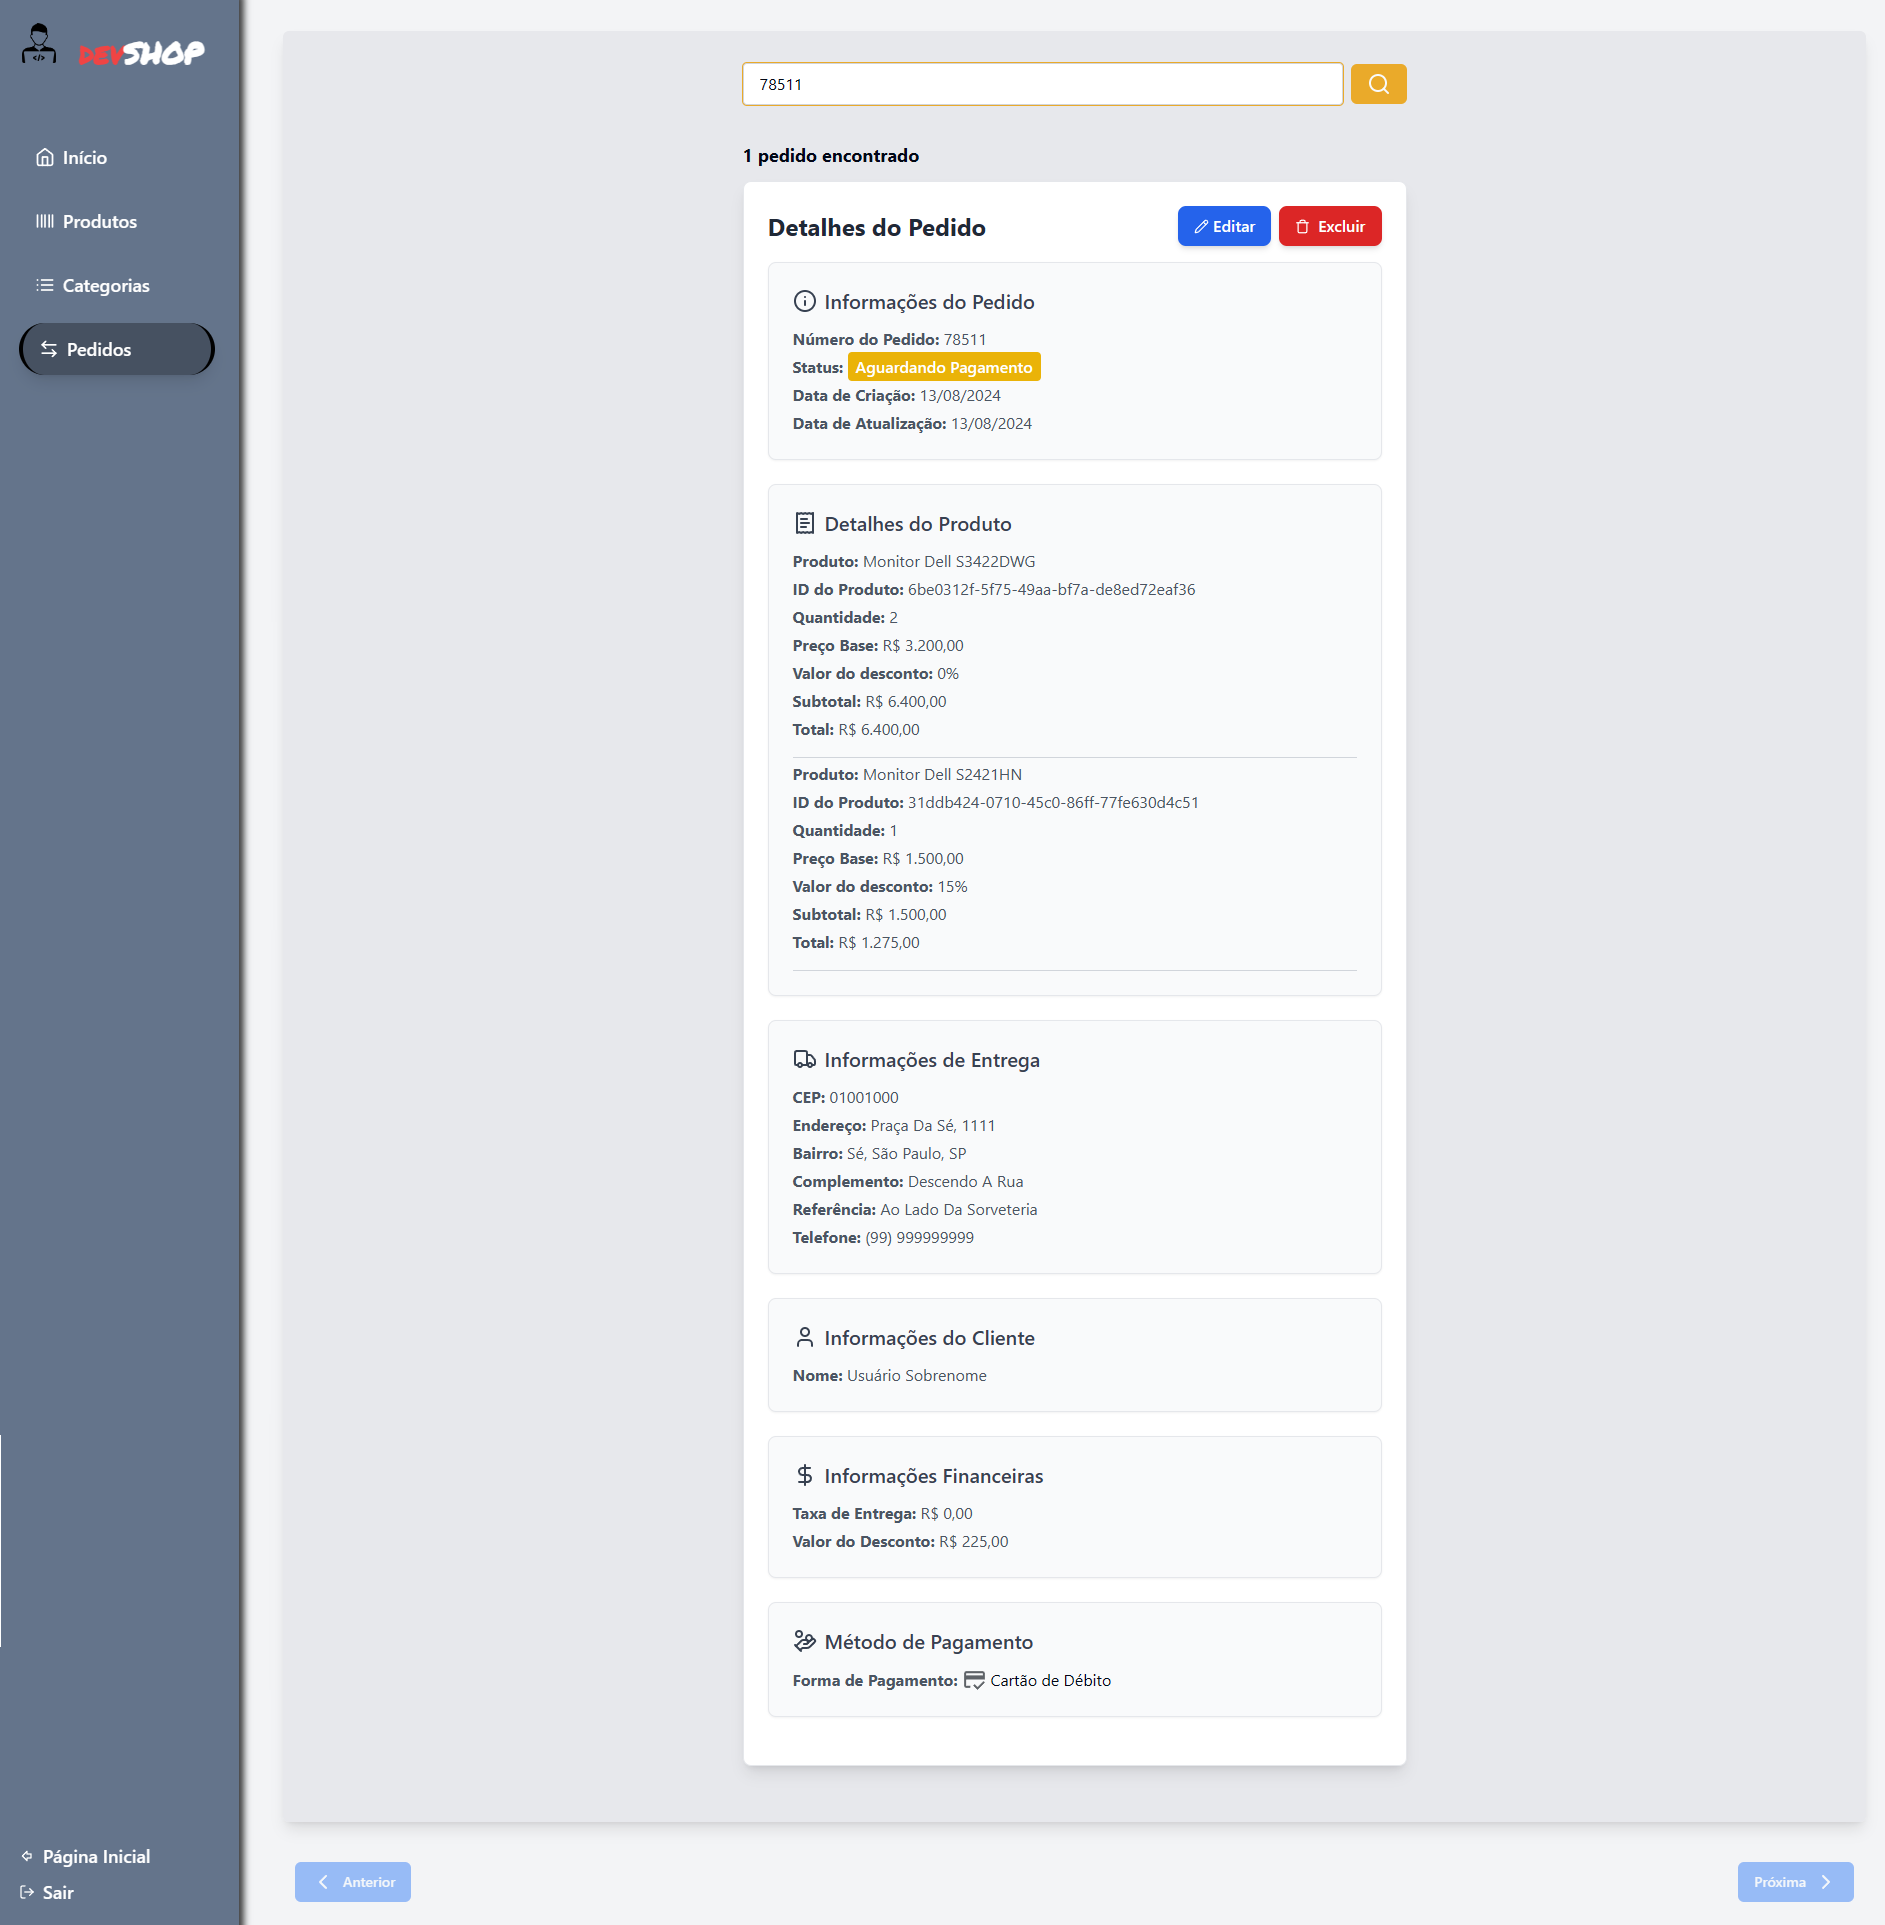 DEVSHOP
Início
Produtos
Categorias
Pedidos
78511
1 pedido encontrado
Detalhes do Pedido
Editar
Excluir
Informações do Pedido
Número do Pedido: 78511
Status: Aguardando Pagamento
Data de Criação: 13/08/2024
Data de Atualização: 13/08/2024
Detalhes do Produto
Produto: Monitor Dell S3422DWG
ID do Produto: 6be0312f-5f75-49aa-bf7a-de8ed72eaf36
Quantidade: 2
Preço Base: R$ 3.200,00
Valor do desconto: 0%
Subtotal: R$ 6.400,00
Total: R$ 6.400,00
Produto: Monitor Dell S2421HN
ID do Produto: 31ddb424-0710-45c0-86ff-77fe630d4c51
Quantidade: 1
Preço Base: R$ 1.500,00
Valor do desconto: 15%
Subtotal: R$ 1.500,00
Total: R$ 1.275,00
Informações de Entrega
CEP: 01001000
Endereço: Praça Da Sé, 1111
Bairro: Sé, São Paulo, SP
Complemento: Descendo A Rua
Referência: Ao Lado Da Sorveteria
Telefone: (99) 999999999
Informações do Cliente
Nome: Usuário Sobrenome
Informações Financeiras
Taxa de Entrega: R$ 0,00
Valor do Desconto: R$ 225,00
Método de Pagamento
Forma de Pagamento: Cartão de Débito
Página Inicial
Sair
Anterior
Próxima